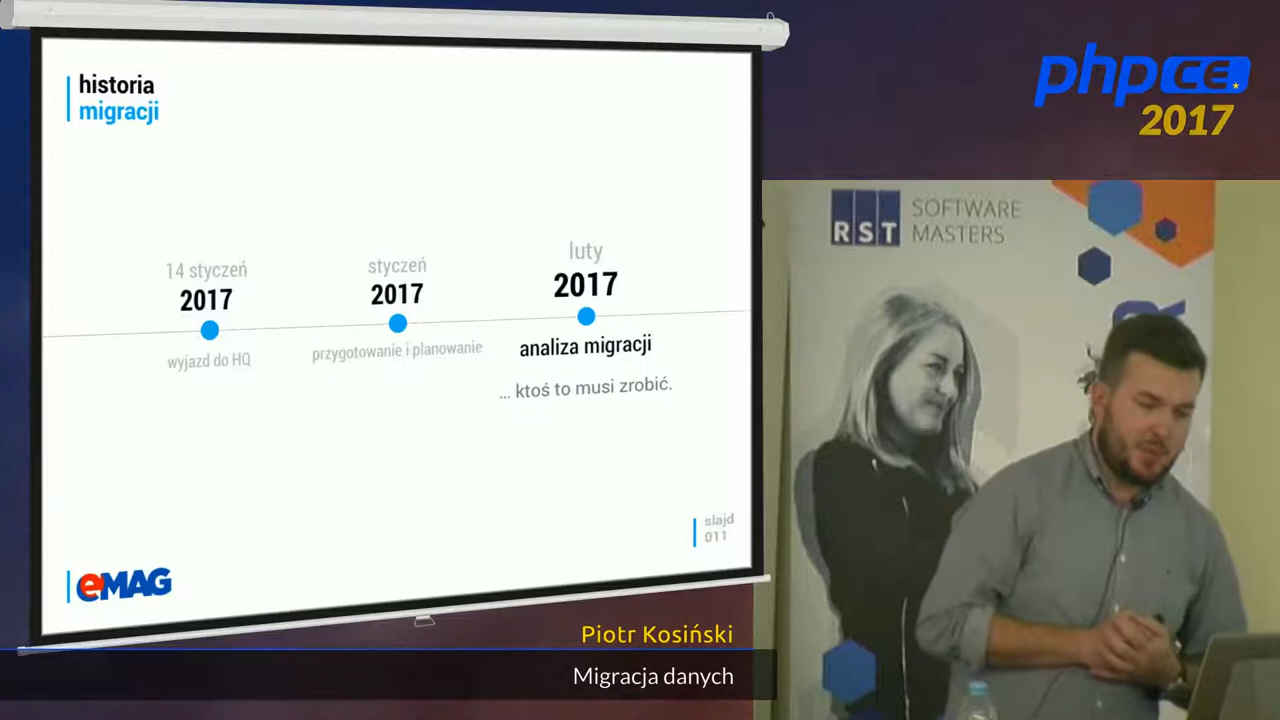 historia
migracji
14 styczeń
2017
wyjazd do HQ
styczeń
2017
przygotowanie i planowanie
luty
2017
analiza migracji
... ktoś to musi zrobić.
slajd
011
eMAG
Piotr Kosiński
Migracja danych
phpCE
2017
RST
SOFTWARE
MASTERS